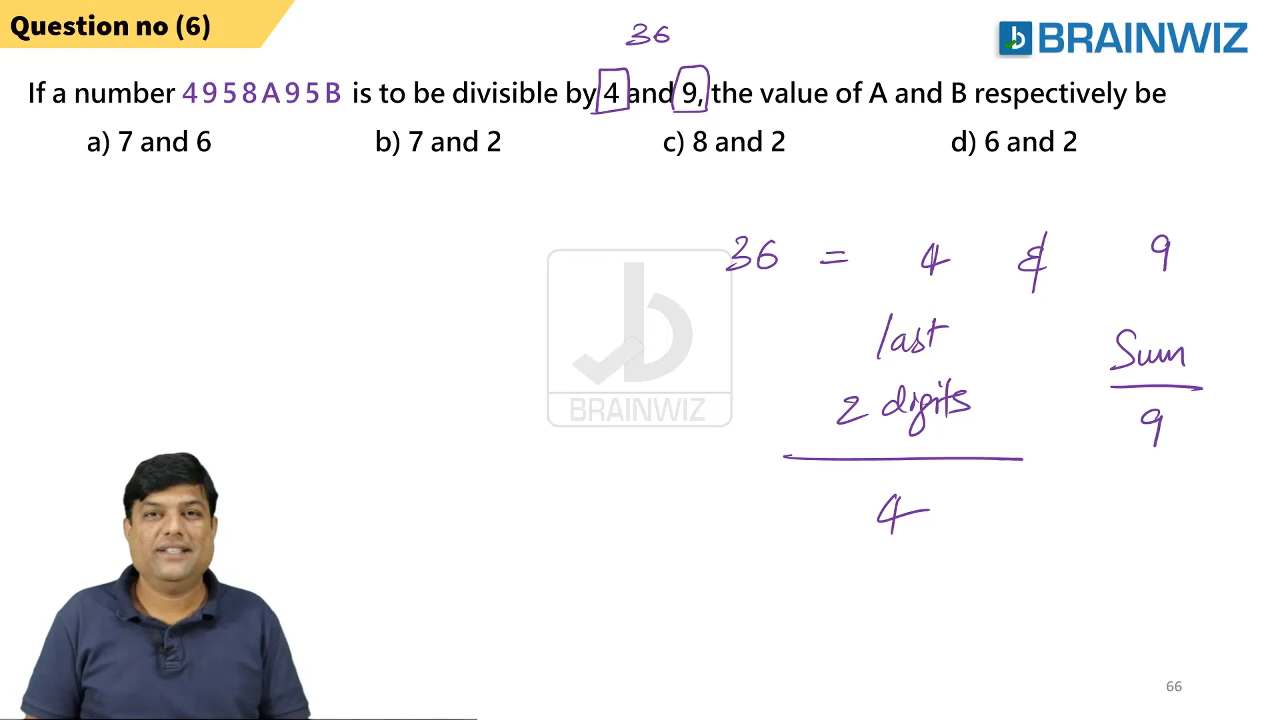 Question no (6)
36
BRAINWIZ
If a number 4958A95B is to be divisible by 4 and 9, the value of A and B respectively be
a) 7 and 6 b) 7 and 2 c) 8 and 2 d) 6 and 2
36 = 4 & 9
last
2 digits
4
Sum
9
BRAINWIZ
66